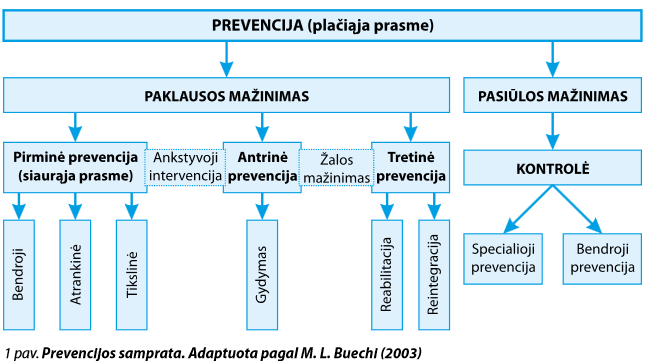 PREVENCIJA (plačiąja prasme)
PAKLAUSOS MAŽINIMAS
PASIŪLOS MAŽINIMAS
Pirminė prevencija
(siaurąja prasme)
Ankstyvoji
intervencija
Antrinė
prevencija
Žalos
mažinimas
Tretinė
prevencija
KONTROLĖ
Bendroji
Atrankinė
Tikslinė
Gydymas
Reabilitacija
Reintegracija
Specialioji
prevencija
Bendroji
prevencija
1 pav. Prevencijos samprata. Adaptuota pagal M. L. Buechi (2003)